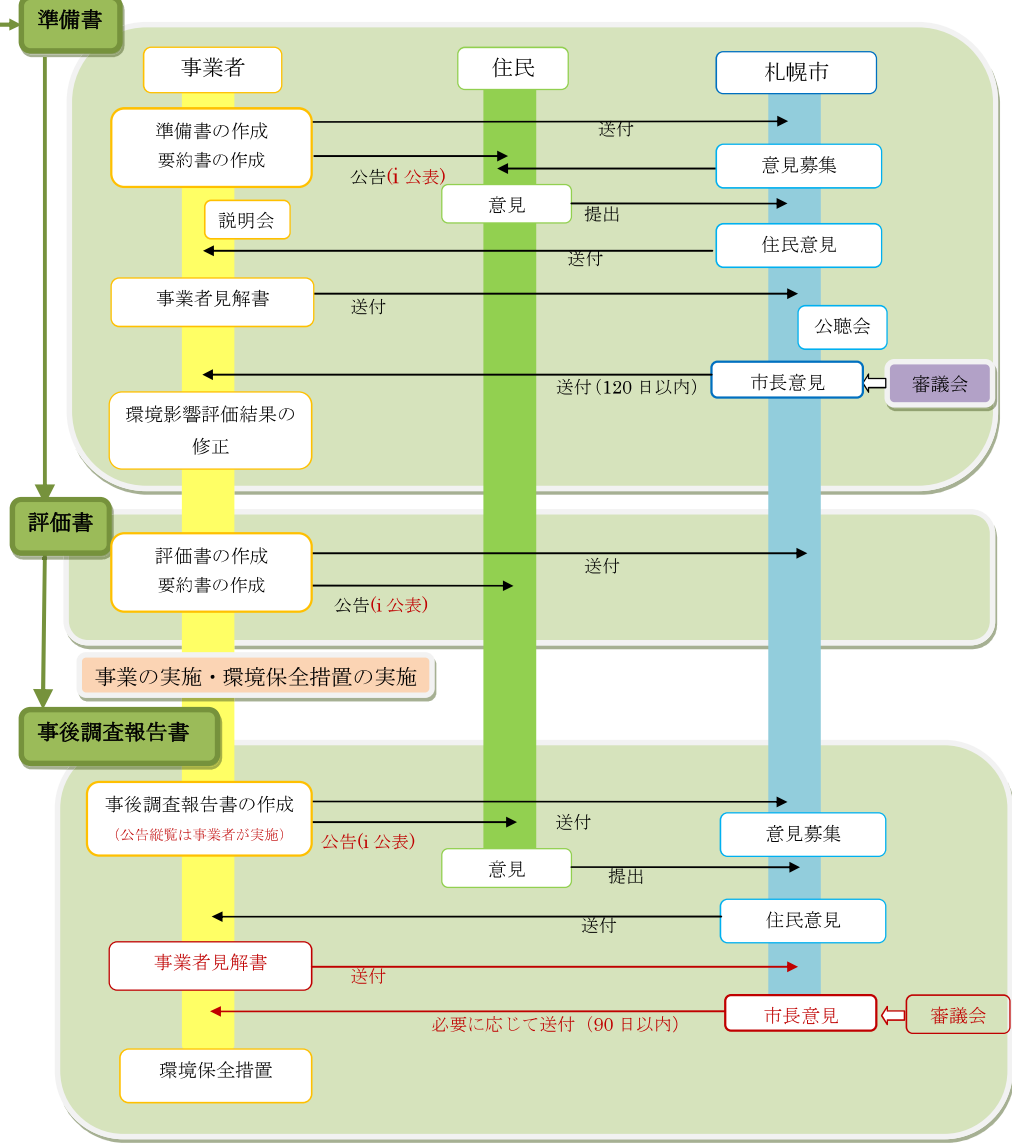 準備書
事業者
住民
札幌市
準備書の作成
要約書の作成
送付
公告(i 公表)
意見募集
意見
提出
説明会
住民意見
送付
事業者見解書
送付
公聴会
市長意見
審議会
送付(120 日以内)
環境影響評価結果の
修正
評価書
評価書の作成
要約書の作成
送付
公告(i 公表)
事業の実施・環境保全措置の実施
事後調査報告書
事後調査報告書の作成
(公告縦覧は事業者が実施)
送付
公告(i 公表)
意見募集
意見
提出
住民意見
送付
事業者見解書
送付
市長意見
審議会
必要に応じて送付(90 日以内)
環境保全措置